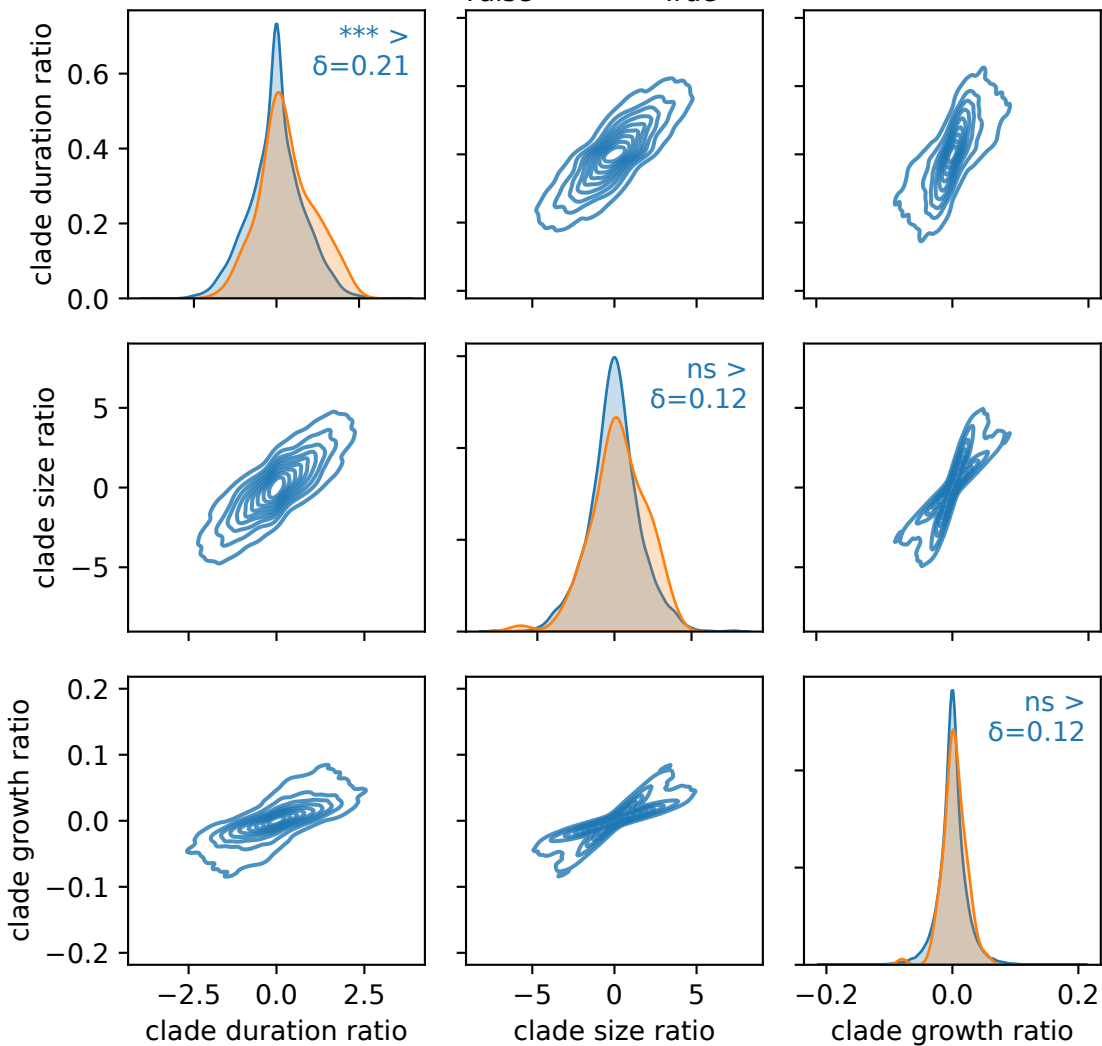 clade duration ratio
0.6
0.4
0.2
0.0
*** >
δ=0.21
clade size ratio
5
0
−5
ns >
δ=0.12
clade growth ratio
0.2
0.1
0.0
−0.1
−0.2
ns >
δ=0.12
−2.5 0.0 2.5
−5 0 5
−0.2 0.0 0.2
clade duration ratio
clade size ratio
clade growth ratio